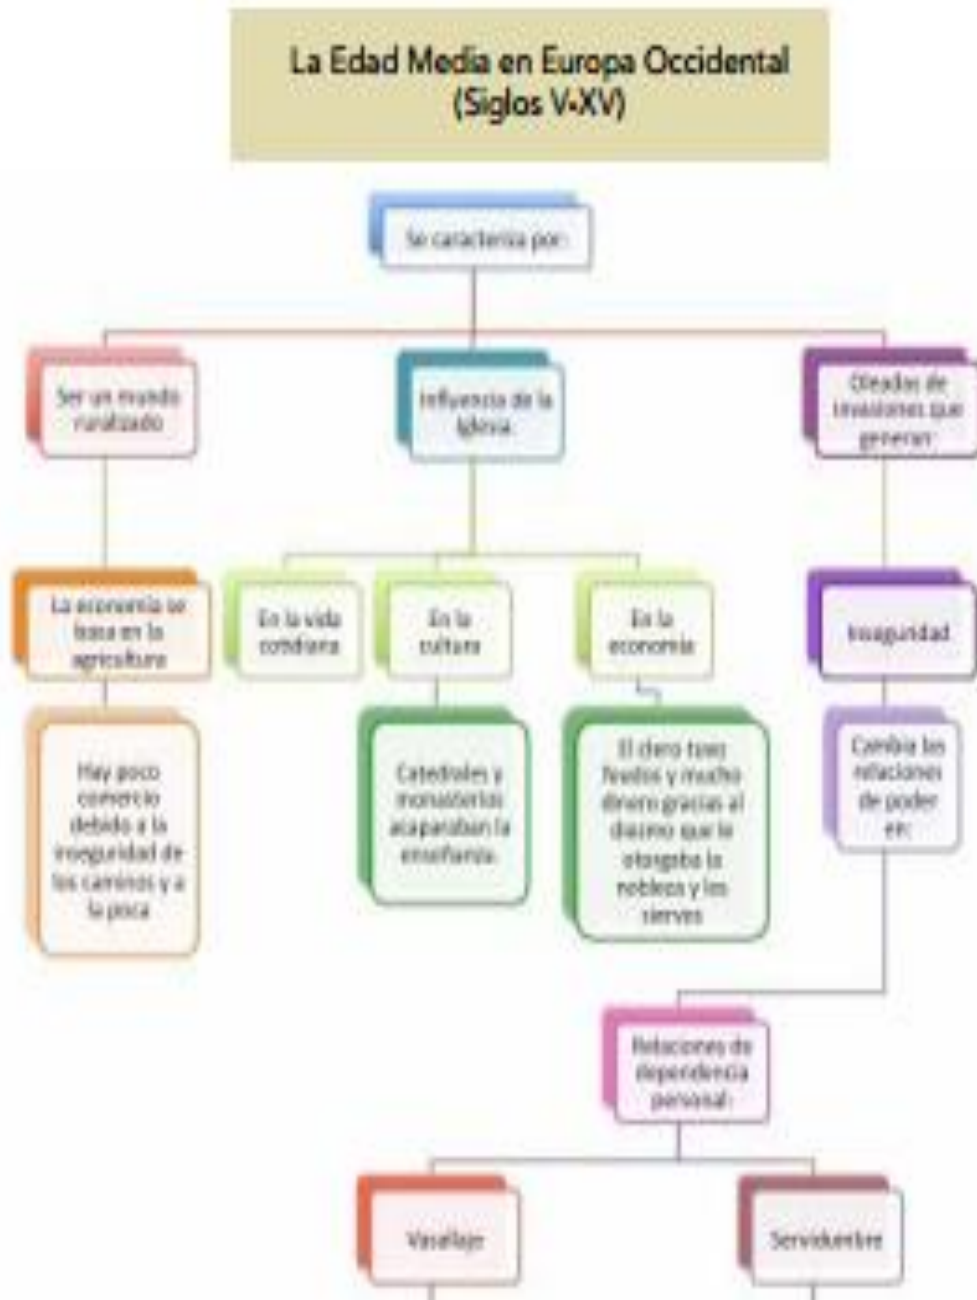 La Edad Media en Europa Occidental
(Siglos V-XV)
Se caracteriza por:
Ser un mundo
ruralizado
Influencia de la
Iglesia
Oleadas de
invasiones que
generan:
La economía se
basa en la
agricultura
En la vida
cotidiana
En la
cultura
En la
economía
Inseguridad
Hay poco
comercio
debido a la
inseguridad de
los caminos y a
la poca
Catedrales y
monasterios
acaparaban la
enseñanza.
El clero tuvo
feudos y mucho
dinero gracias al
diezmo que le
otorgaba la
nobleza y los
siervos
Cambia las
relaciones
de poder
en:
Relaciones de
dependencia
personal:
Vasallaje
Servidumbre